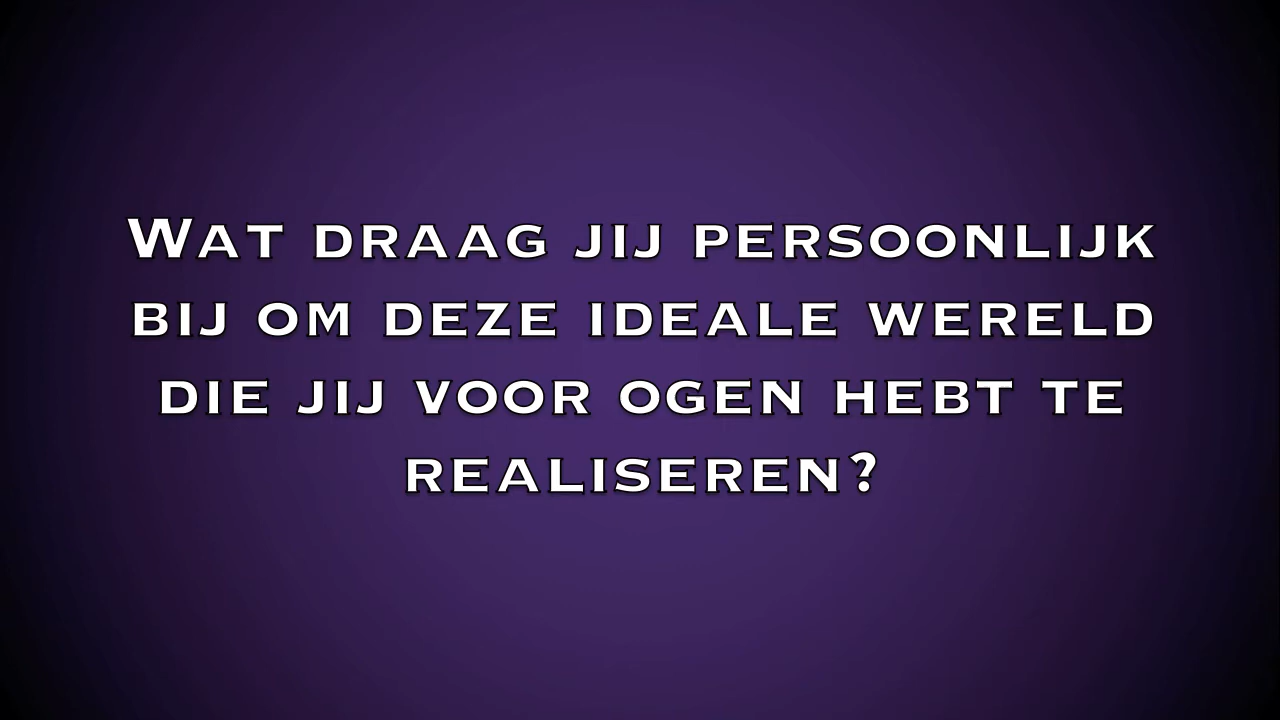 Wat draag jij persoonlijk
bij om deze ideale wereld
die jij voor ogen hebt te
realiseren?